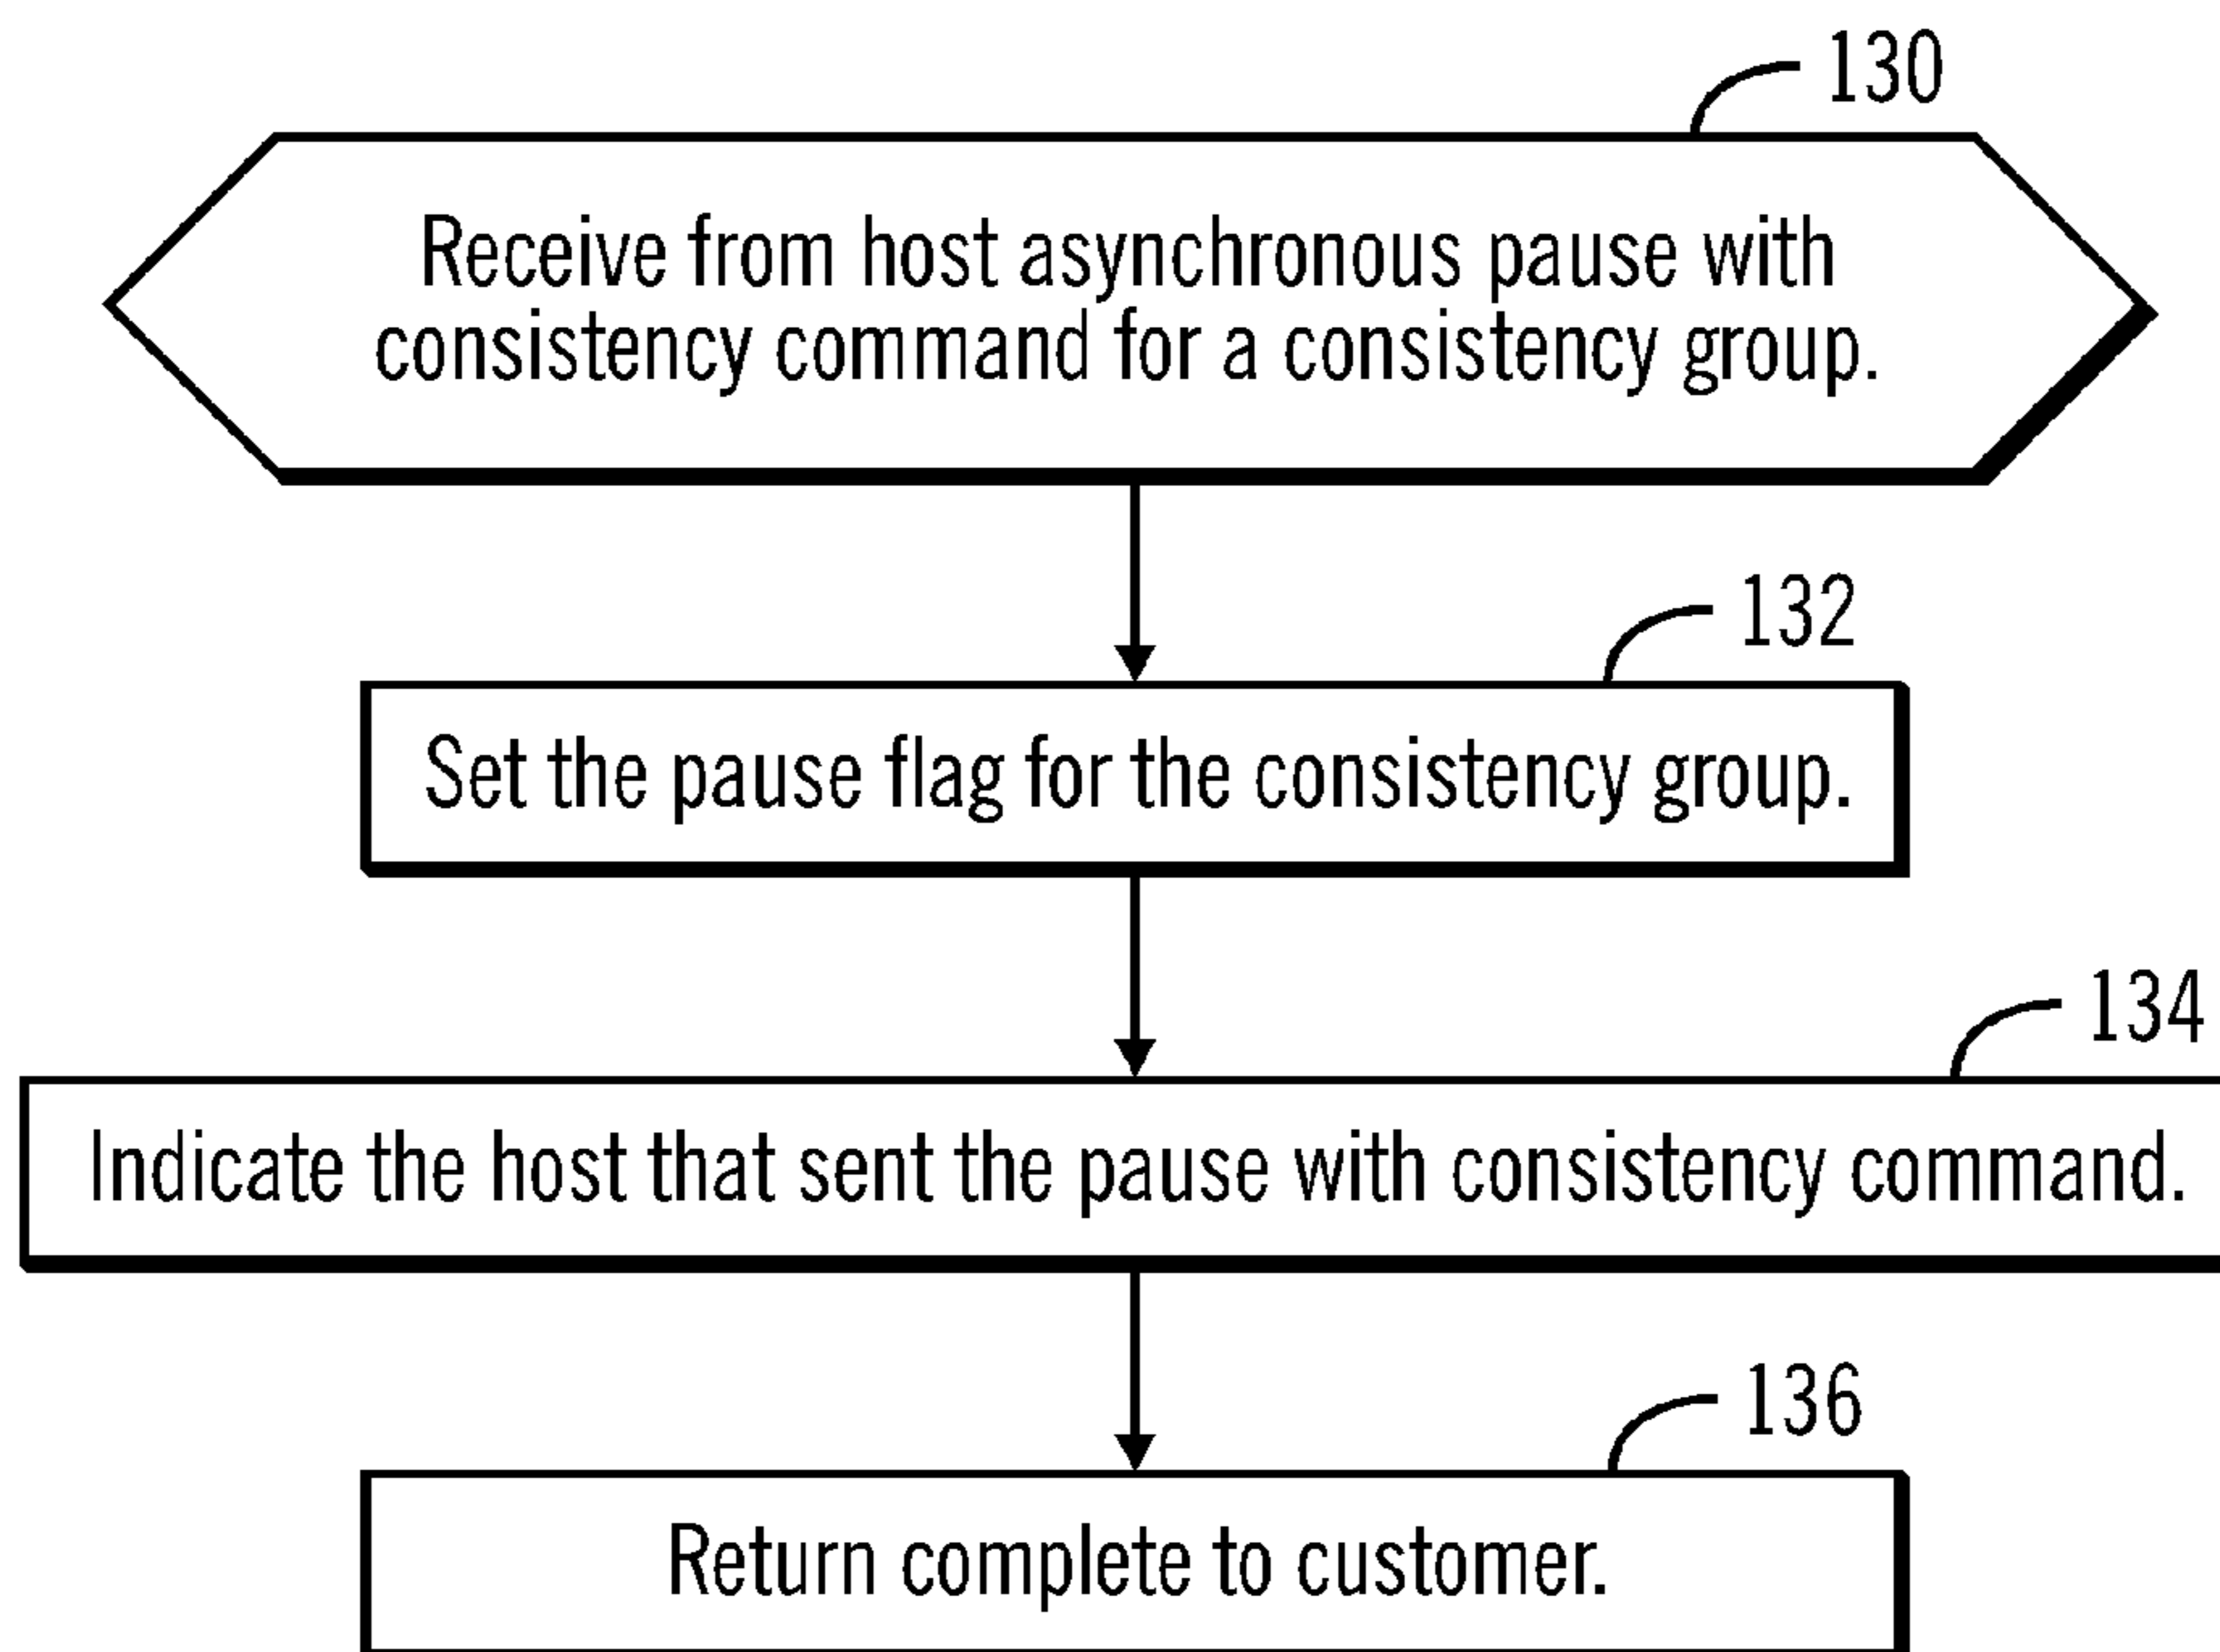 130
Receive from host asynchronous pause with
consistency command for a consistency group.
132
Set the pause flag for the consistency group.
134
Indicate the host that sent the pause with consistency command.
136
Return complete to customer.